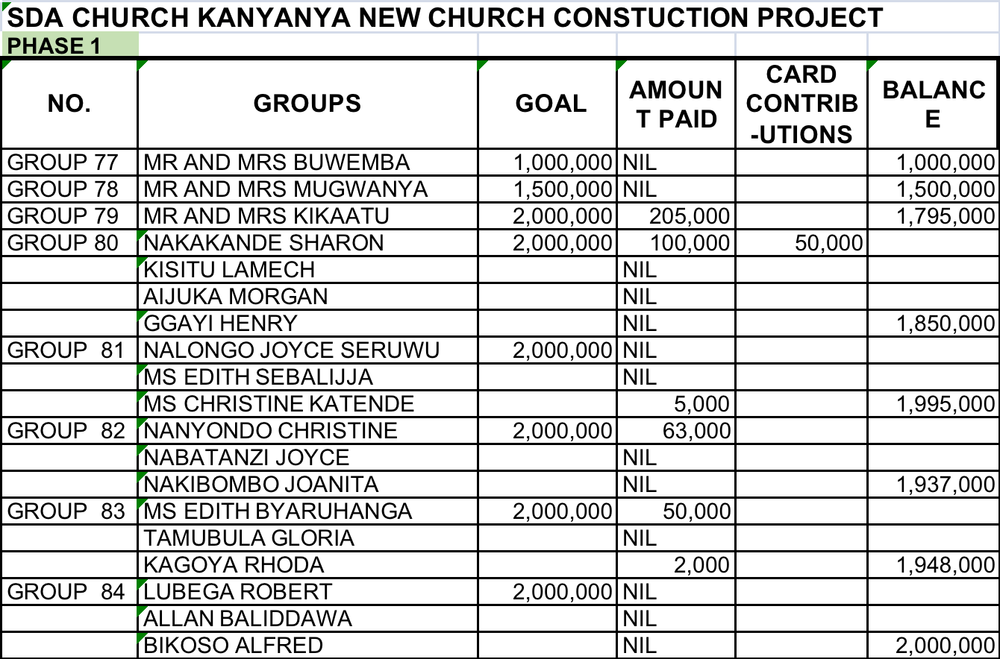 SDA CHURCH KANYANYA NEW CHURCH CONSTUCTION PROJECT
PHASE 1
NO. GROUPS GOAL AMOUN T PAID CARD CONTRIB -UTIONS BALANC E
GROUP 77 MR AND MRS BUWEMBA 1,000,000 NIL 1,000,000
GROUP 78 MR AND MRS MUGWANYA 1,500,000 NIL 1,500,000
GROUP 79 MR AND MRS KIKAATU 2,000,000 205,000 1,795,000
GROUP 80 NAKAKANDE SHARON 2,000,000 100,000 50,000
KISITU LAMECH NIL
AIJUKA MORGAN NIL
GGAYI HENRY NIL 1,850,000
GROUP 81 NALONGO JOYCE SERUWU 2,000,000 NIL
MS EDITH SEBALIJJA NIL
MS CHRISTINE KATENDE 5,000 1,995,000
GROUP 82 NANYONDO CHRISTINE 2,000,000 63,000
NABATANZI JOYCE NIL
NAKIBOMBO JOANITA NIL 1,937,000
GROUP 83 MS EDITH BYARUHANGA 2,000,000 50,000
TAMUBULA GLORIA NIL
KAGOYA RHODA 2,000 1,948,000
GROUP 84 LUBEGA ROBERT 2,000,000 NIL
ALLAN BALIDDAWA NIL
BIKOSO ALFRED NIL 2,000,000